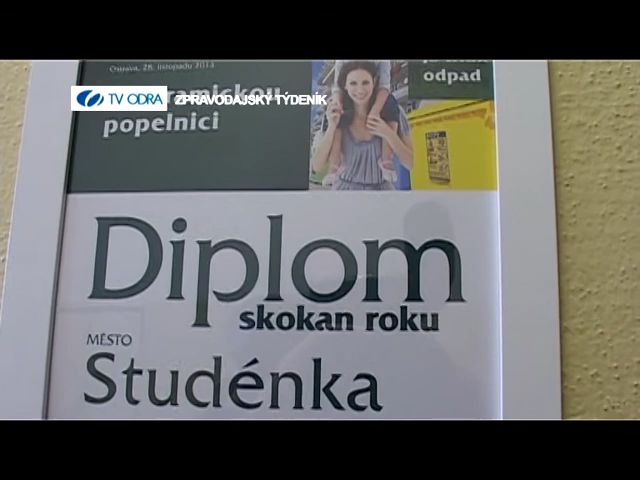 Ostrava, 28. listopadu 2013
TV ODRA ZPRAVODAJSKÝ TÝDENÍK
popelnici
odpad
Diplom
skokan roku
MĚSTO
Studénka